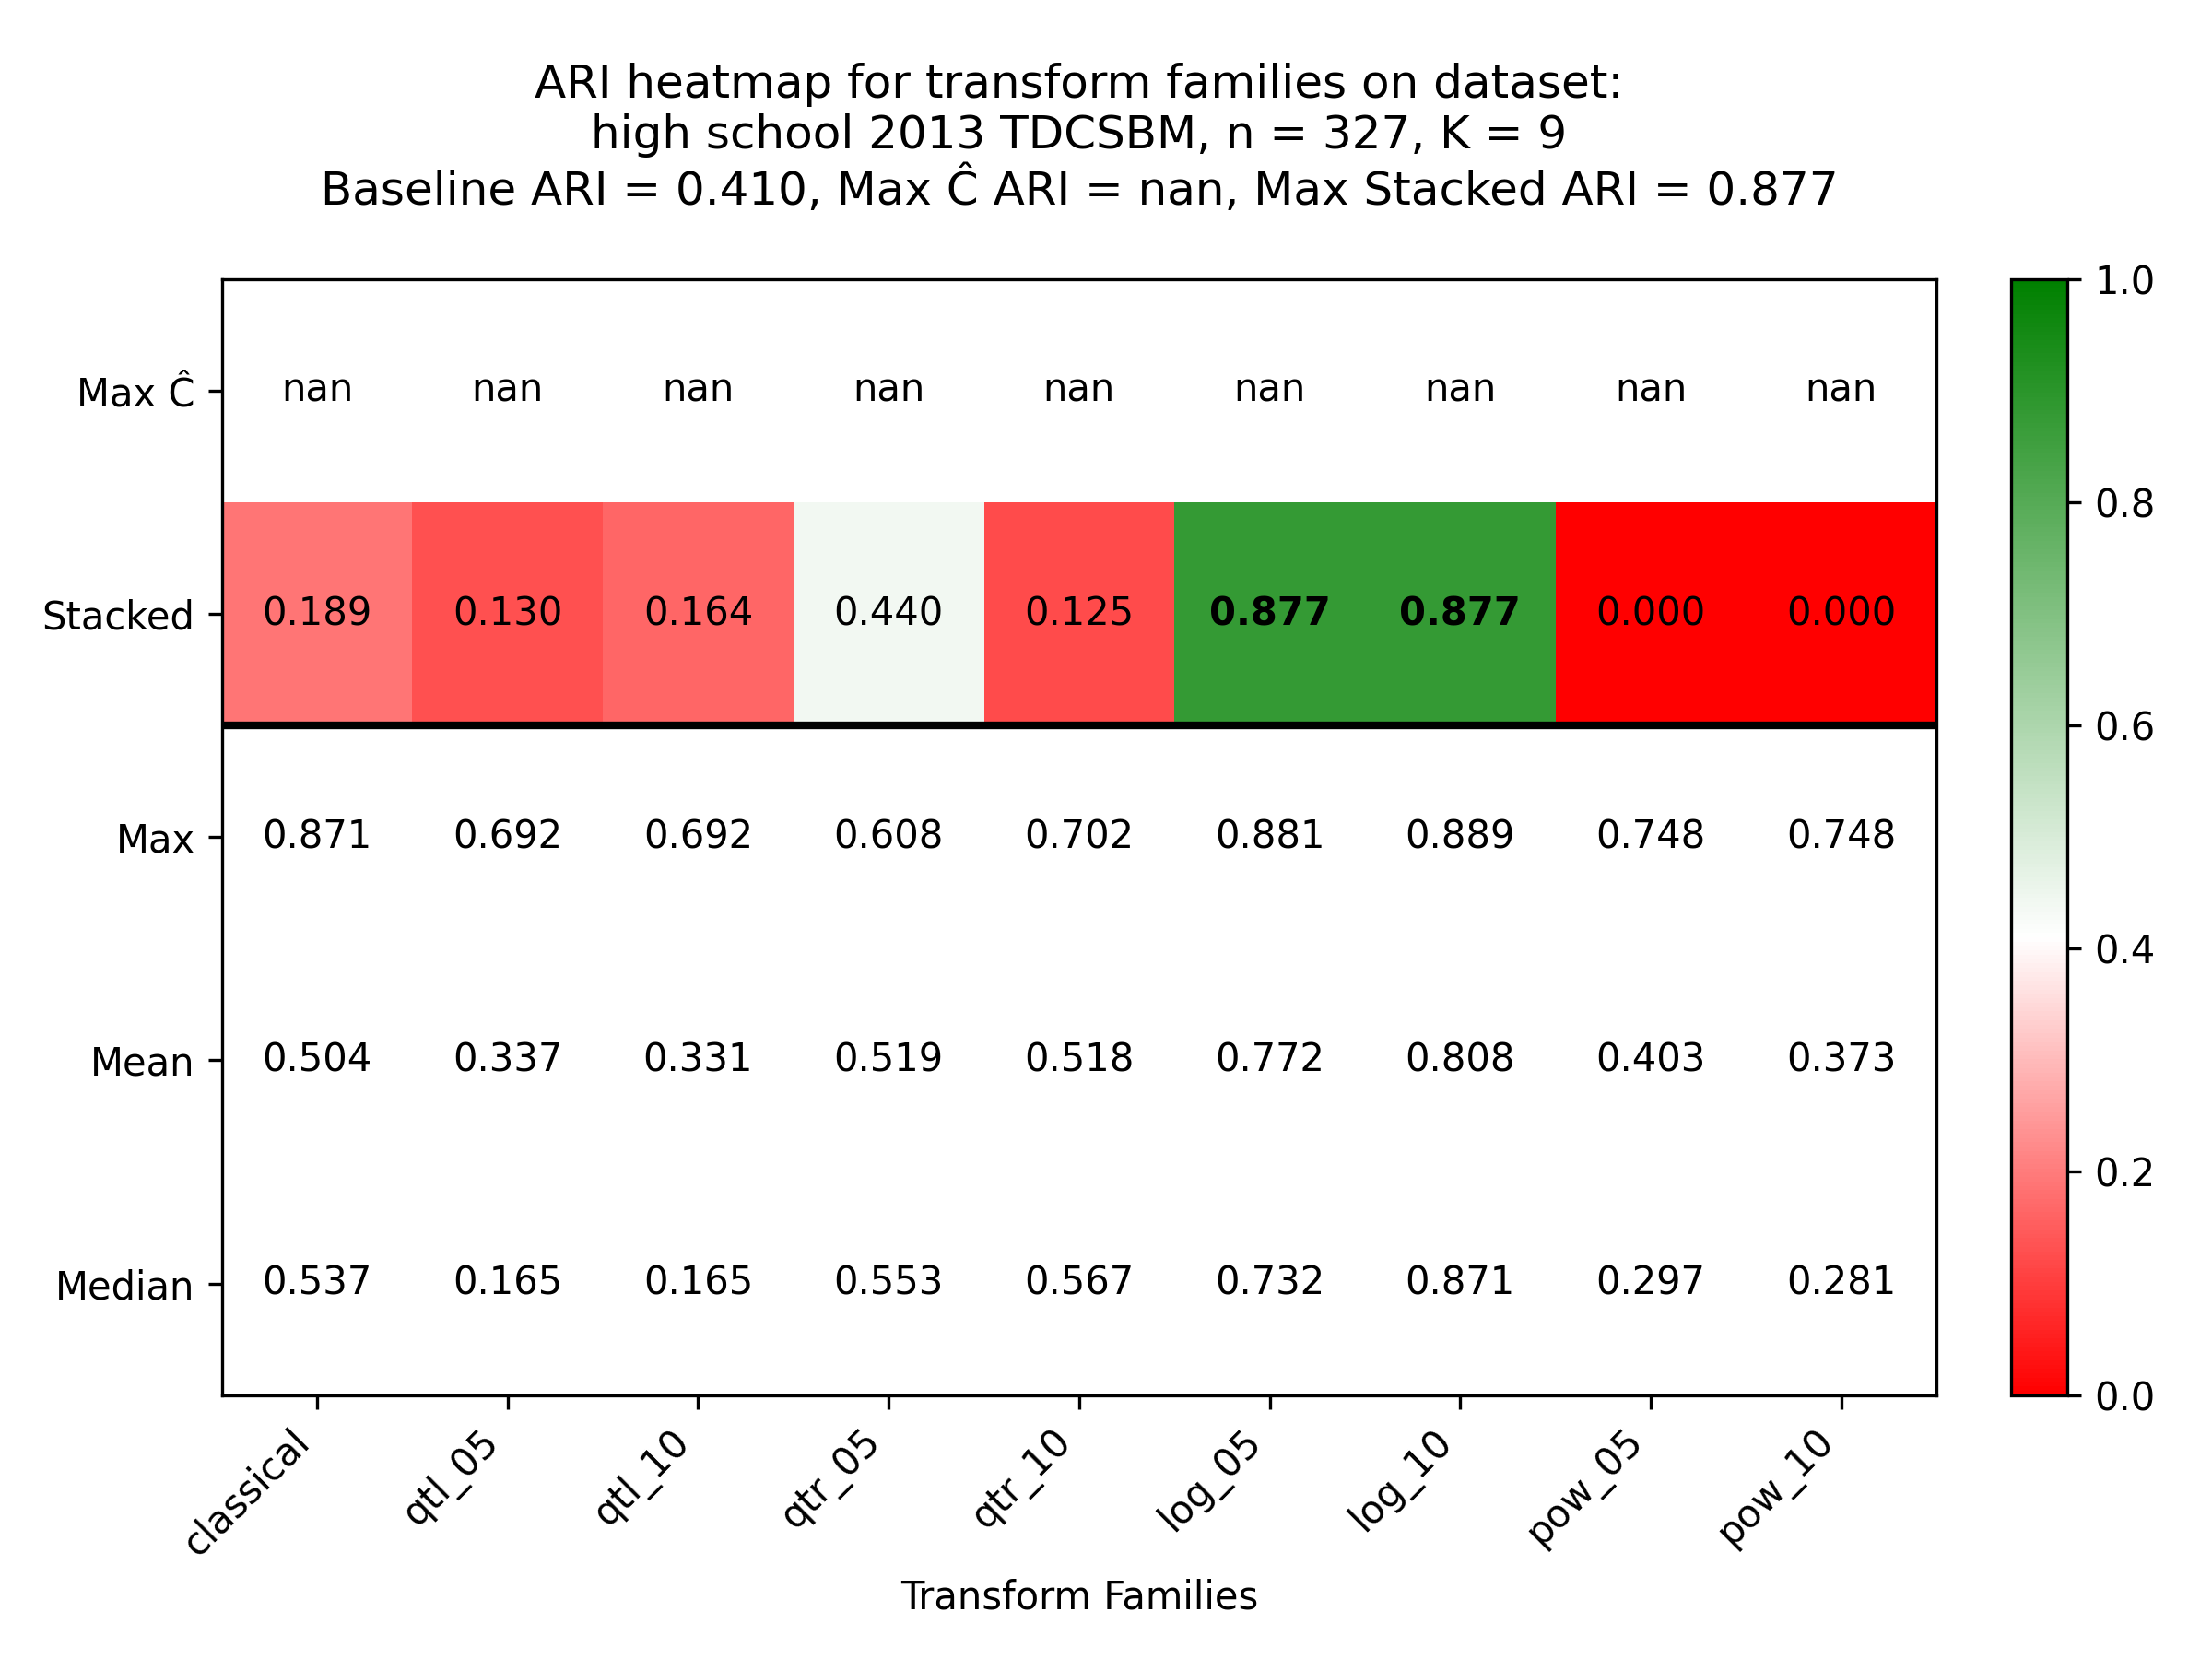 ARI heatmap for transform families on dataset:
high school 2013 TDCSBM, n = 327, K = 9
Baseline ARI = 0.410, Max Ĉ ARI = nan, Max Stacked ARI = 0.877
Max Ĉ nan nan nan nan nan nan nan nan nan
Stacked 0.189 0.130 0.164 0.440 0.125 0.877 0.877 0.000 0.000
Max 0.871 0.692 0.692 0.608 0.702 0.881 0.889 0.748 0.748
Mean 0.504 0.337 0.331 0.519 0.518 0.772 0.808 0.403 0.373
Median 0.537 0.165 0.165 0.553 0.567 0.732 0.871 0.297 0.281
classical qtl_05 qtl_10 qtr_05 qtr_10 log_05 log_10 pow_05 pow_10
Transform Families
1.0
0.8
0.6
0.4
0.2
0.0